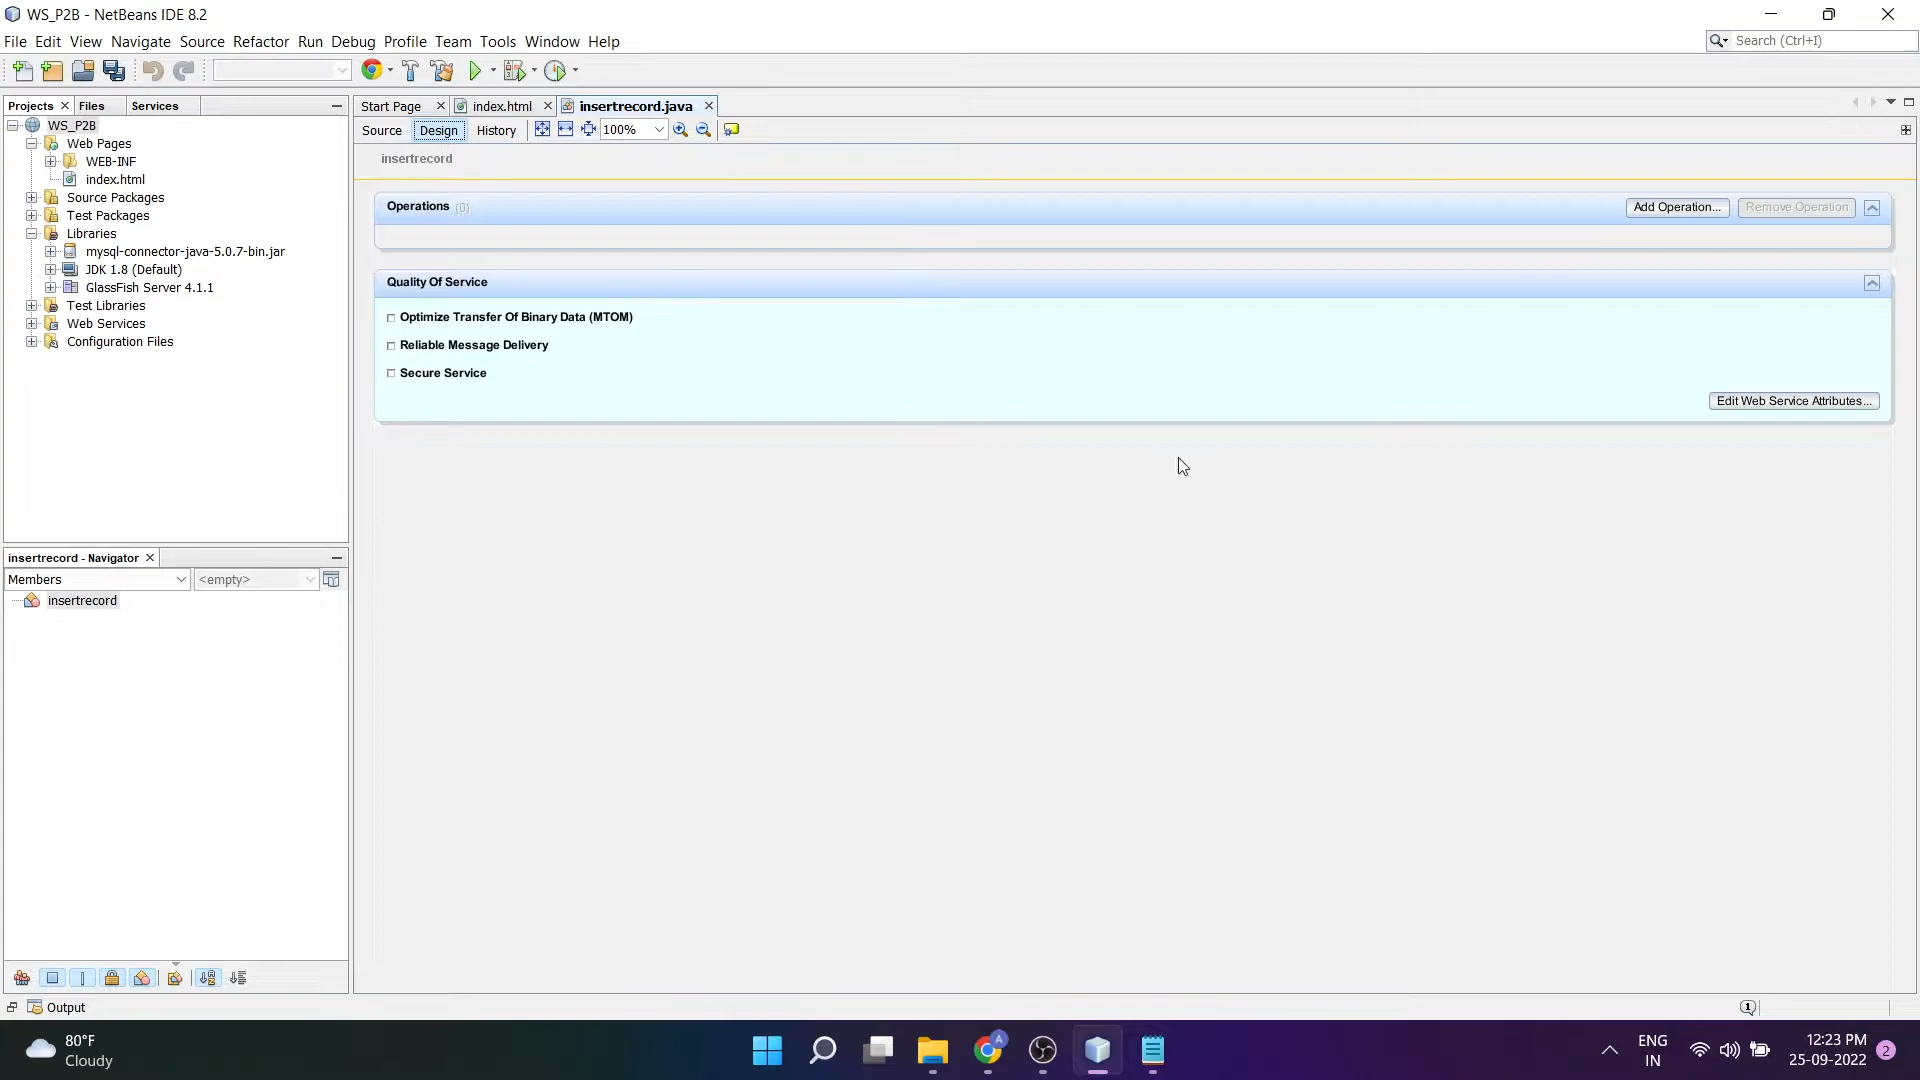 WS_P2B - NetBeans IDE 8.2
File Edit View Navigate Source Refactor Run Debug Profile Team Tools Window Help
Search (Ctrl+I)
Projects Files Services
Start Page index.html insertrecord.java
Source Design History 100%
WS_P2B
Web Pages
WEB-INF
index.html
Source Packages
Test Packages
Libraries
mysql-connector-java-5.0.7-bin.jar
JDK 1.8 (Default)
GlassFish Server 4.1.1
Test Libraries
Web Services
Configuration Files
insertrecord
Operations (0)
Add Operation... Remove Operation
Quality Of Service
Optimize Transfer Of Binary Data (MTOM)
Reliable Message Delivery
Secure Service
Edit Web Service Attributes...
insertrecord - Navigator
Members <empty>
insertrecord
Output
1
80°F
Cloudy
A
ENG
IN
12:23 PM
25-09-2022
2